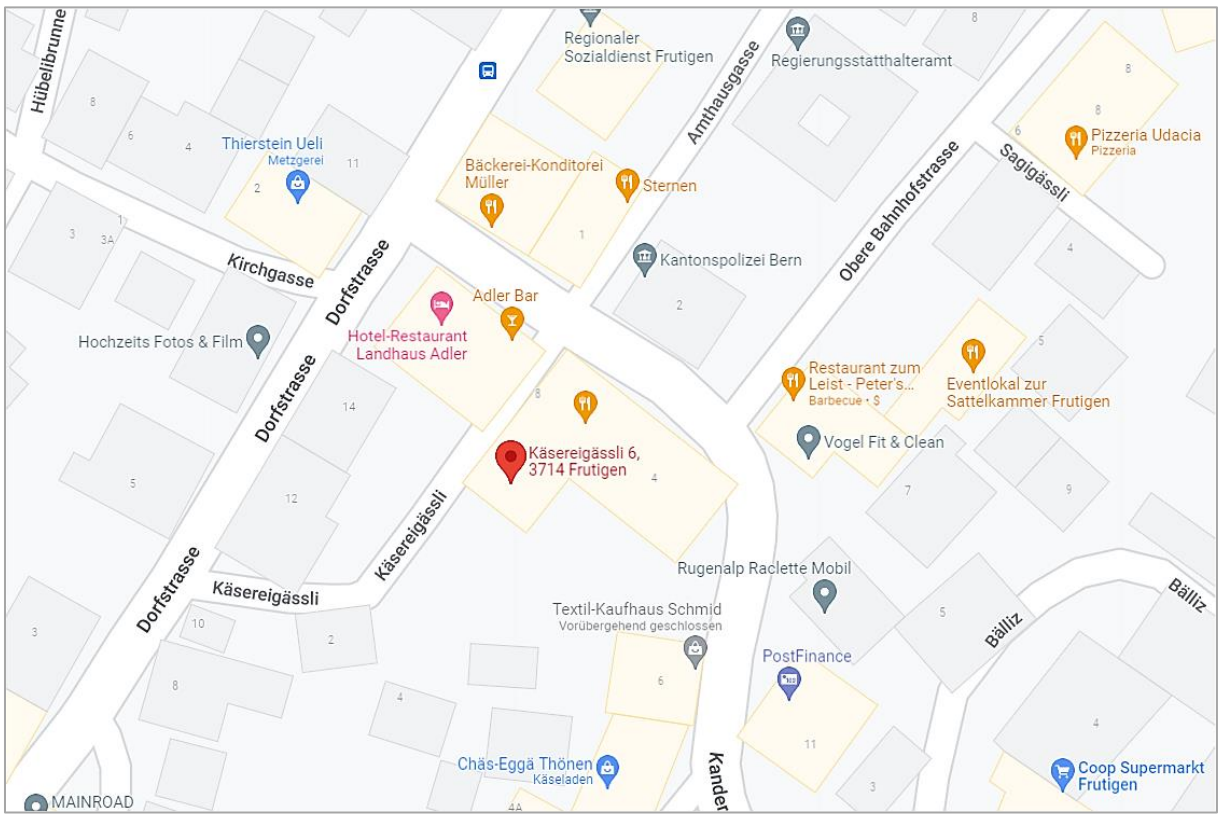 Hübelibrunne
Regionaler
Sozialdienst Frutigen
Regierungsstatthalteramt
8
8
8
8
6
4
Thierstein Ueli
Metzgerei
11
2
Amthausgasse
6
Pizzeria Udacia
Pizzeria
Sagigässli
Bäckerei-Konditorei
Müller
Sternen
1
3
3A
1
Kirchgasse
Dorfstrasse
Obere Bahnhofstrasse
4
Kantonspolizei Bern
2
Adler Bar
Hotel-Restaurant
Landhaus Adler
Hochzeits Fotos & Film
5
Restaurant zum
Leist - Peter's...
Barbecue • $
Eventlokal zur
Sattelkammer Frutigen
Dorfstrasse
14
8
Vogel Fit & Clean
Käsereigässli 6,
3714 Frutigen
4
5
12
7
9
Käsereigässli
Dorfstrasse
Käsereigässli
Rugenalp Raclette Mobil
Bälliz
Textil-Kaufhaus Schmid
Vorübergehend geschlossen
3
10
2
5
Bälliz
PostFinance
8
4
6
11
4
Chäs-Eggä Thönen
Käseladen
Kander
3
Coop Supermarkt
Frutigen
MAINROAD
4A